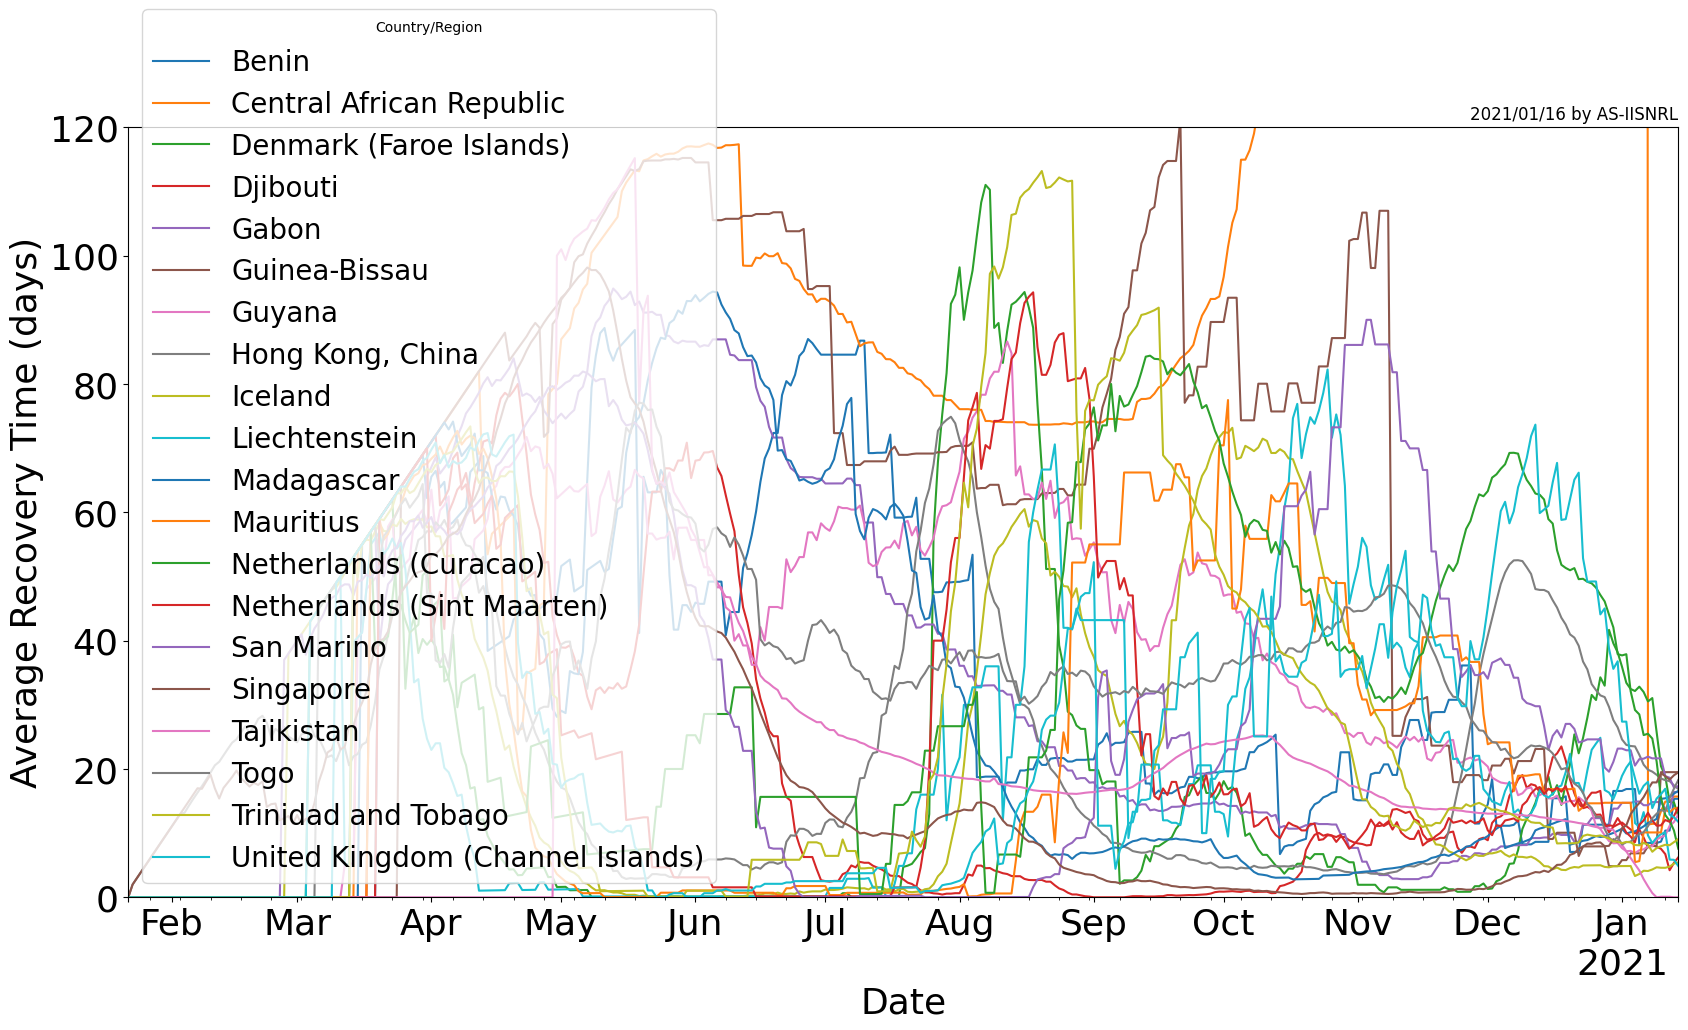 Country/Region
Benin
Central African Republic
Denmark (Faroe Islands)
Djibouti
Gabon
Guinea-Bissau
Guyana
Hong Kong, China
Iceland
Liechtenstein
Madagascar
Mauritius
Netherlands (Curacao)
Netherlands (Sint Maarten)
San Marino
Singapore
Tajikistan
Togo
Trinidad and Tobago
United Kingdom (Channel Islands)
2021/01/16 by AS-IISNRL
Average Recovery Time (days)
120
100
80
60
40
20
0
Feb Mar Apr May Jun Jul Aug Sep Oct Nov Dec Jan
2021
Date